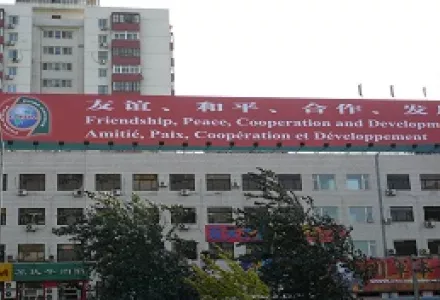 友谊、和平、合作、发
Friendship, Peace, Cooperation and Developm
Amitié, Paix, Coopération et Développement